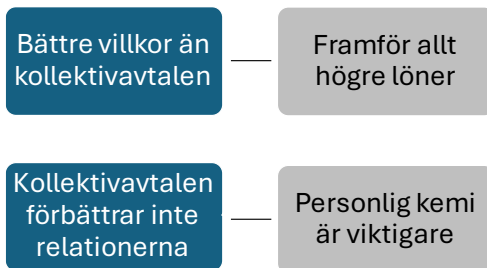 Bättre villkor än
kollektivavtalen
Framför allt
högre löner
Kollektivavtalen
förbättrar inte
relationerna
Personlig kemi
är viktigare